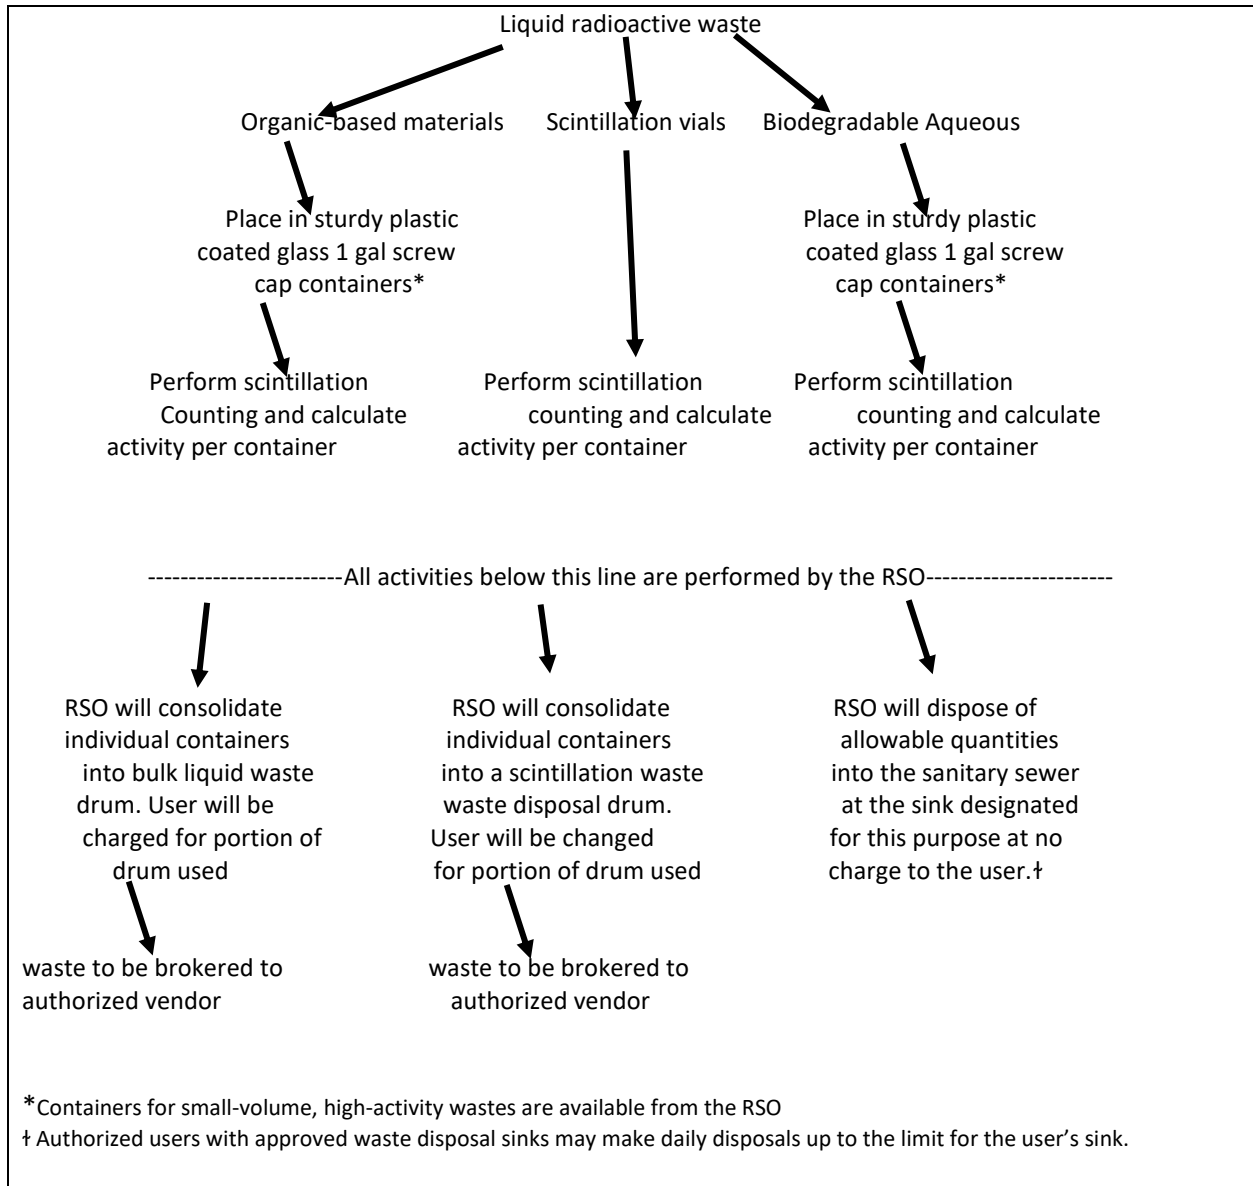 Liquid radioactive waste
Organic-based materials
Scintillation vials
Biodegradable Aqueous
Place in sturdy plastic
coated glass 1 gal screw
cap containers*
Place in sturdy plastic
coated glass 1 gal screw
cap containers*
Perform scintillation
Counting and calculate
activity per container
Perform scintillation
counting and calculate
activity per container
Perform scintillation
counting and calculate
activity per container
------------------------All activities below this line are performed by the RSO-----------------------
RSO will consolidate
individual containers
into bulk liquid waste
drum. User will be
charged for portion of
drum used
RSO will consolidate
individual containers
into a scintillation waste
waste disposal drum.
User will be changed
for portion of drum used
RSO will dispose of
allowable quantities
into the sanitary sewer
at the sink designated
for this purpose at no
charge to the user.ɫ
waste to be brokered to
authorized vendor
waste to be brokered to
authorized vendor
*Containers for small-volume, high-activity wastes are available from the RSO
ɫ Authorized users with approved waste disposal sinks may make daily disposals up to the limit for the user’s sink.